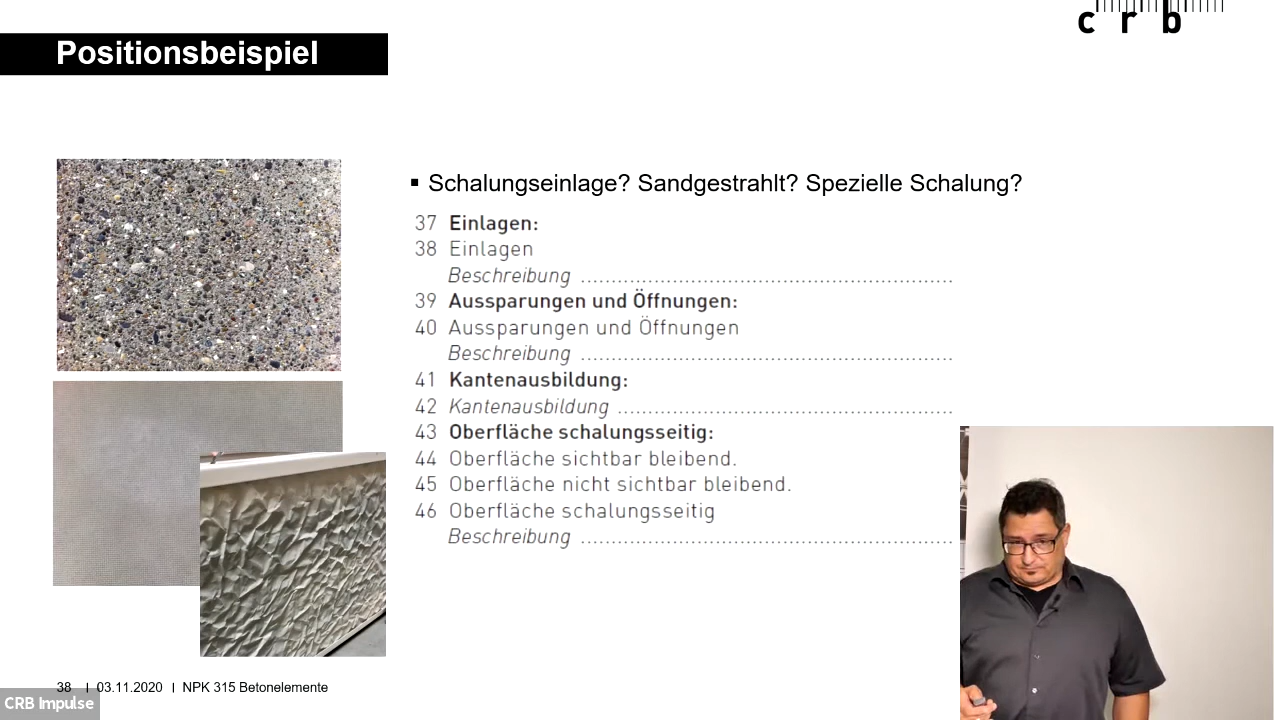 crb
Positionsbeispiel
▪ Schalungseinlage? Sandgestrahlt? Spezielle Schalung?
37 Einlagen:
38 Einlagen
Beschreibung ............................................................
39 Aussparungen und Öffnungen:
40 Aussparungen und Öffnungen
Beschreibung ............................................................
41 Kantenausbildung:
42 Kantenausbildung ......................................................
43 Oberfläche schalungsseitig:
44 Oberfläche sichtbar bleibend.
45 Oberfläche nicht sichtbar bleibend.
46 Oberfläche schalungsseitig
Beschreibung ............................................................
38 | 03.11.2020 | NPK 315 Betonelemente
CRB Impulse